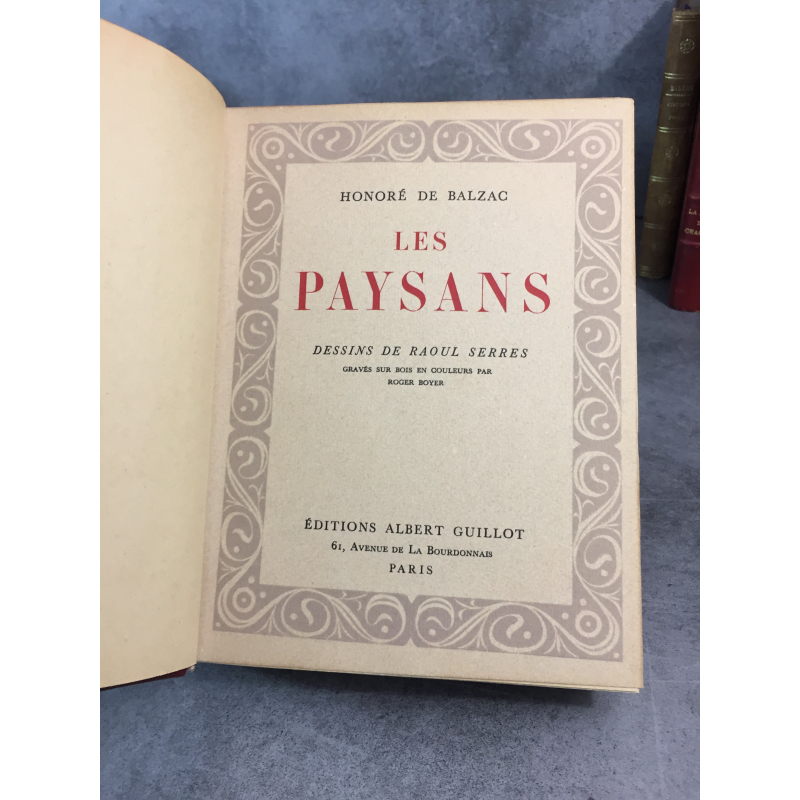 HONORÉ DE BALZAC
LES
PAYSANS
DESSINS DE RAOUL SERRES
GRAVÉS SUR BOIS EN COULEURS PAR
ROGER BOYER
ÉDITIONS ALBERT GUILLOT
61, AVENUE DE LA BOURDONNAIS
PARIS
LA